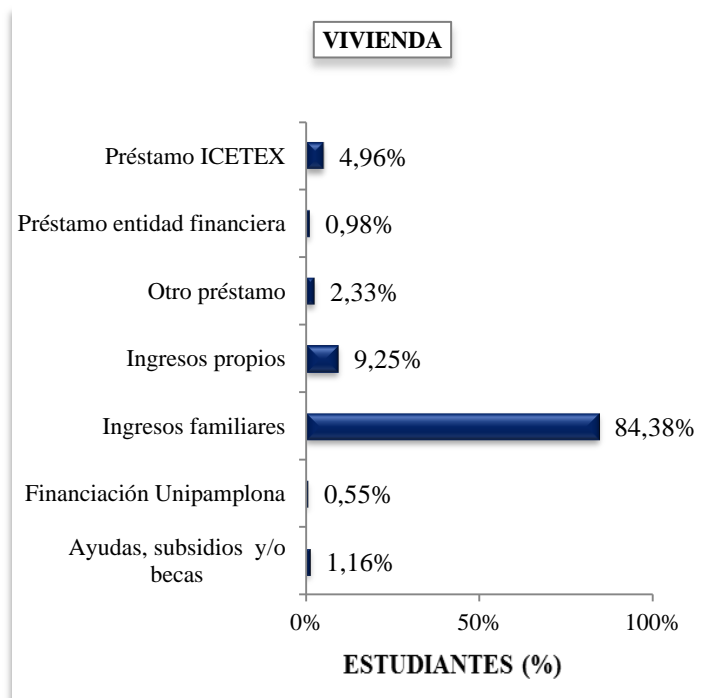 VIVIENDA
Préstamo ICETEX
4,96%
Préstamo entidad financiera
0,98%
Otro préstamo
2,33%
Ingresos propios
9,25%
Ingresos familiares
84,38%
Financiación Unipamplona
0,55%
Ayudas, subsidios y/o
becas
1,16%
0%
50%
100%
ESTUDIANTES (%)